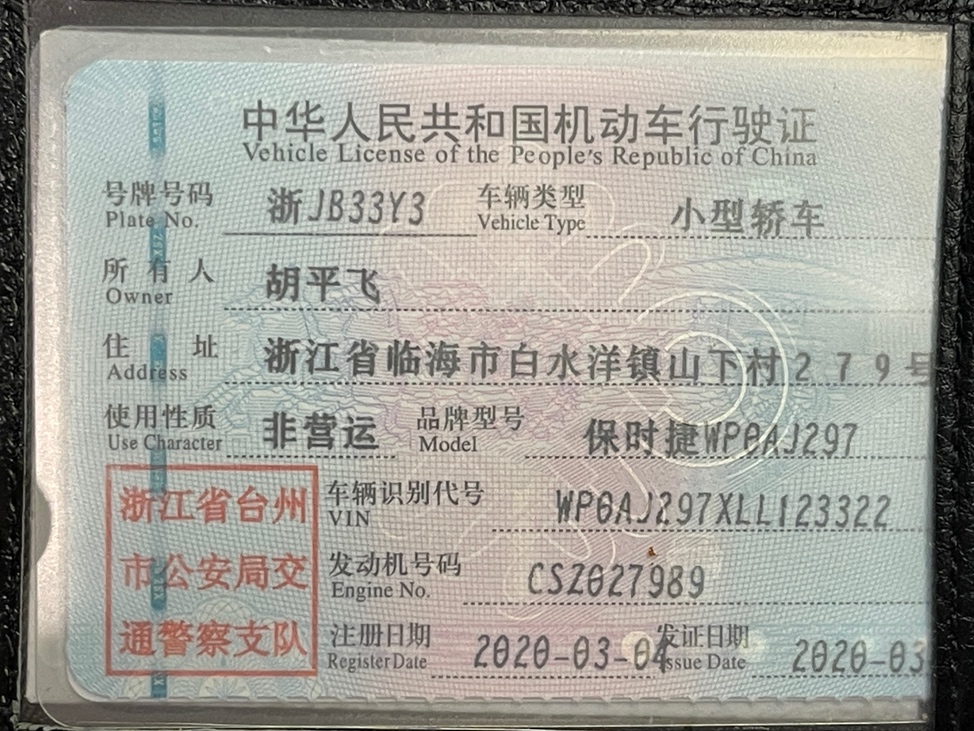 中华人民共和国机动车行驶证
Vehicle License of the People's Republic of China
号牌号码 浙JB33Y3 车辆类型 小型轿车
Plate No. Vehicle Type
所有人 胡平飞
Owner
住址 浙江省临海市白水洋镇山下村279号
Address
使用性质 非营运 品牌型号 保时捷WP0AJ297
Use Character Model
浙江省台州
市公安局交
通警察支队
车辆识别代号 WP0AJ297XLL123322
VIN
发动机号码 CSZ027989
Engine No.
注册日期 2020-03-04 发证日期 2020-03
Register Date Issue Date